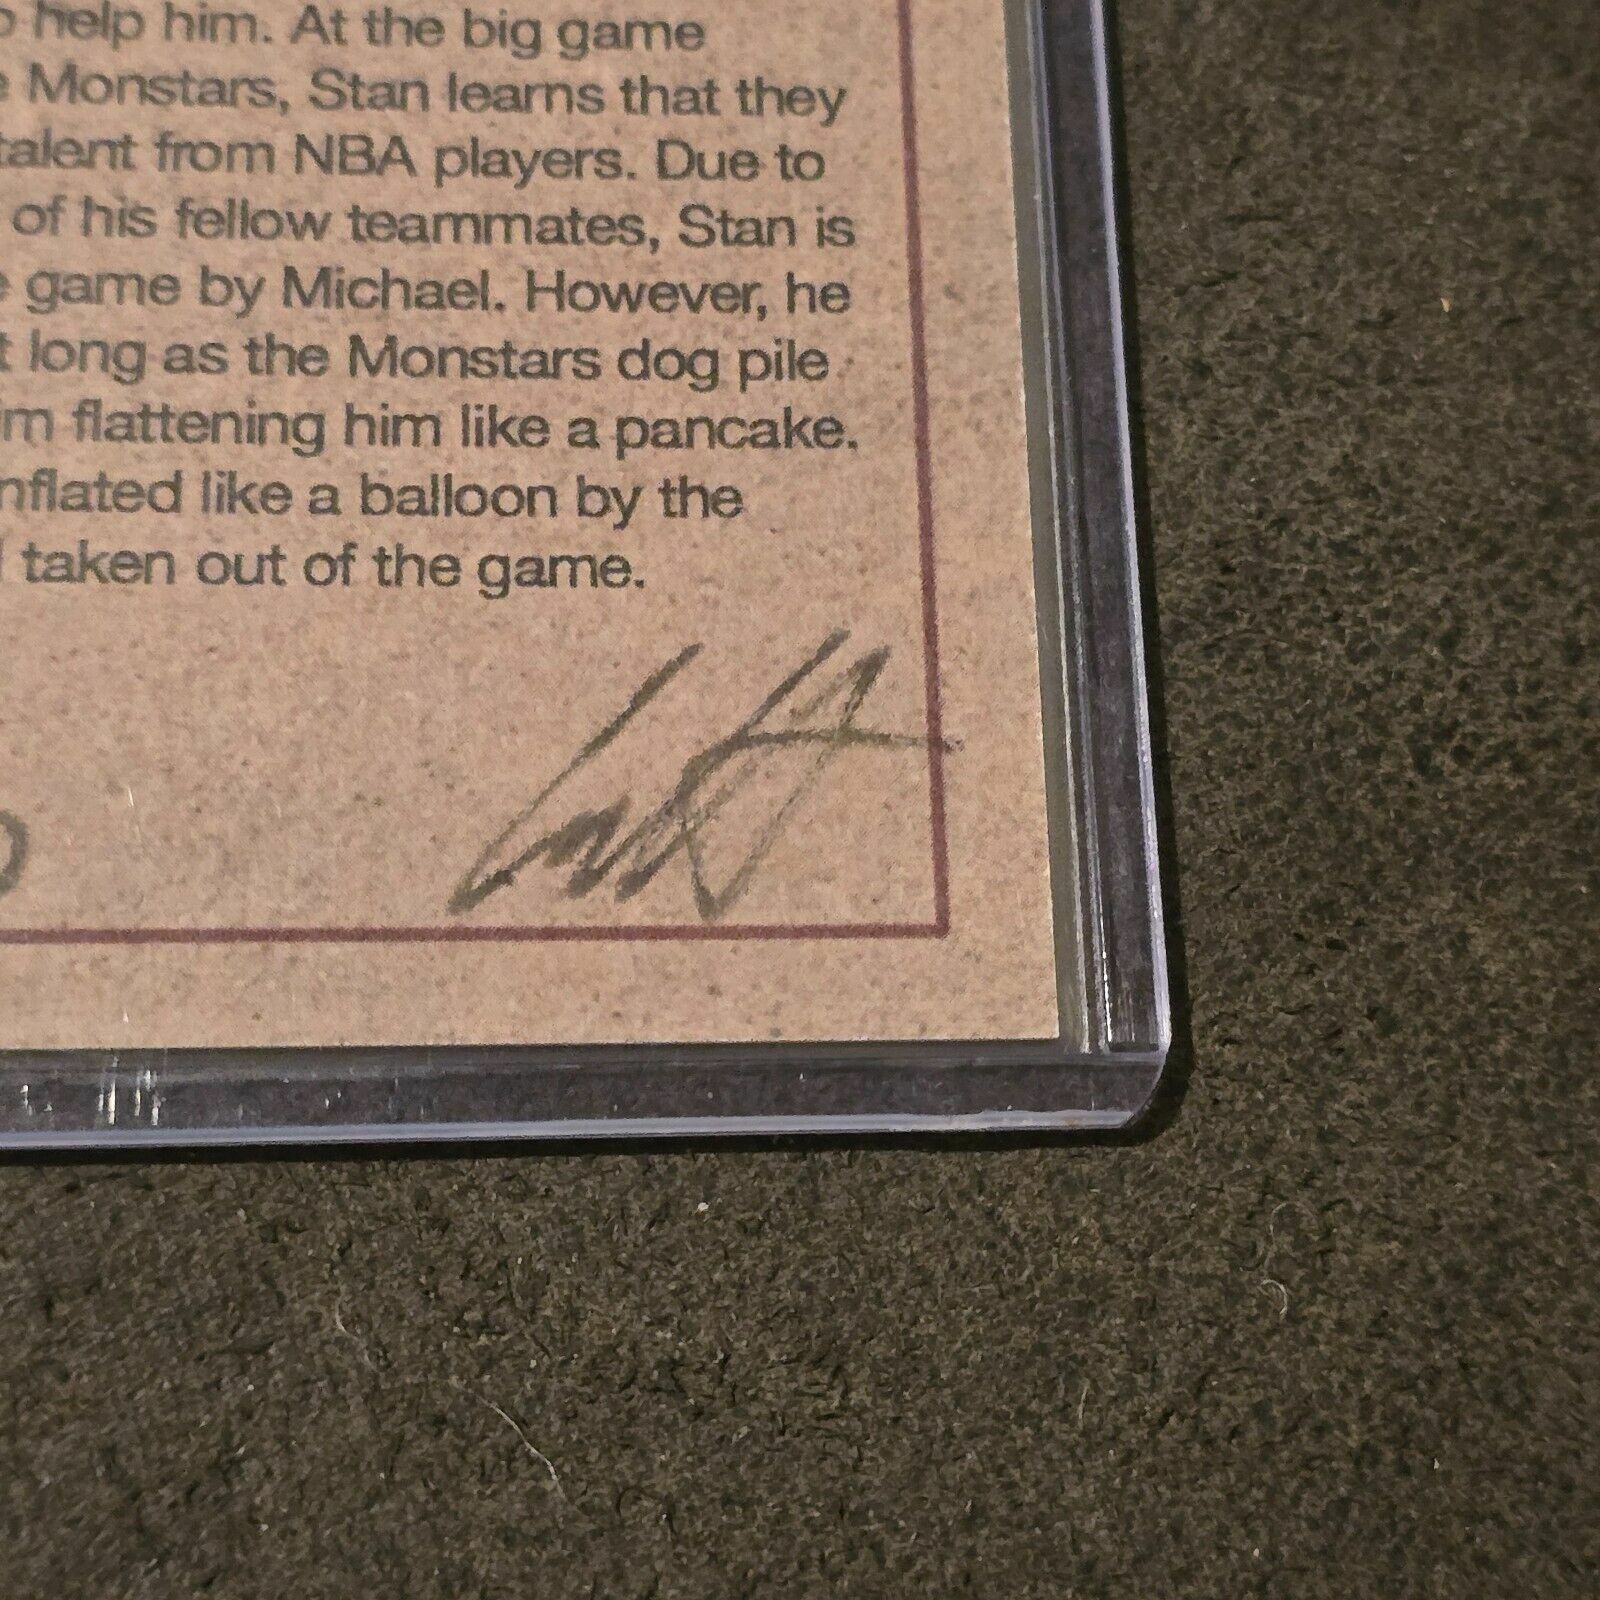 help him. At the big game
Monstars, Stan learns that they
talent from NBA players. Due to
of his fellow teammates, Stan is
game by Michael. However, he
long as the Monstars dog pile
flattening him like a pancake.
like a balloon by the
taken out of the game.